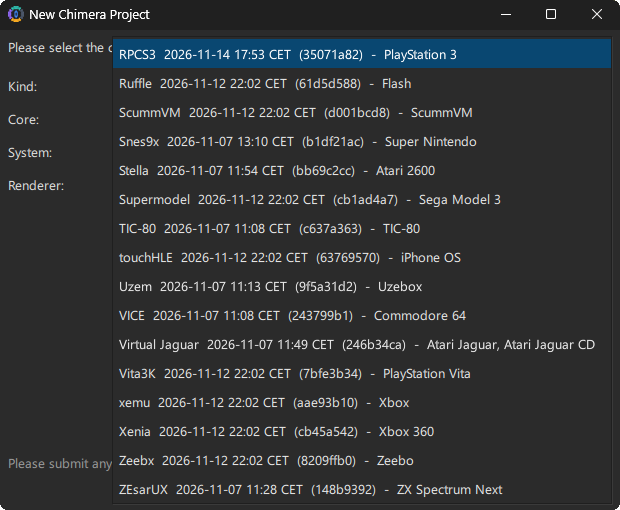 New Chimera Project
Please select the c
RPCS3 2026-11-14 17:53 CET (35071a82) - PlayStation 3
Ruffle 2026-11-12 22:02 CET (61d5d588) - Flash
Kind:
ScummVM 2026-11-12 22:02 CET (d001bcd8) - ScummVM
Core:
Snes9x 2026-11-07 13:10 CET (b1df21ac) - Super Nintendo
System:
Stella 2026-11-07 11:54 CET (bb69c2cc) - Atari 2600
Renderer:
Supermodel 2026-11-12 22:02 CET (cb1ad4a7) - Sega Model 3
TIC-80 2026-11-07 11:08 CET (c637a363) - TIC-80
touchHLE 2026-11-12 22:02 CET (63769570) - iPhone OS
Uzem 2026-11-07 11:13 CET (9f5a31d2) - Uzebox
VICE 2026-11-07 11:08 CET (243799b1) - Commodore 64
Virtual Jaguar 2026-11-07 11:49 CET (246b34ca) - Atari Jaguar, Atari Jaguar CD
Vita3K 2026-11-12 22:02 CET (7bfe3b34) - PlayStation Vita
xemu 2026-11-12 22:02 CET (aae93b10) - Xbox
Xenia 2026-11-12 22:02 CET (cb45a542) - Xbox 360
Please submit any
Zeebx 2026-11-12 22:02 CET (8209ffb0) - Zeebo
ZEsarUX 2026-11-07 11:28 CET (148b9392) - ZX Spectrum Next